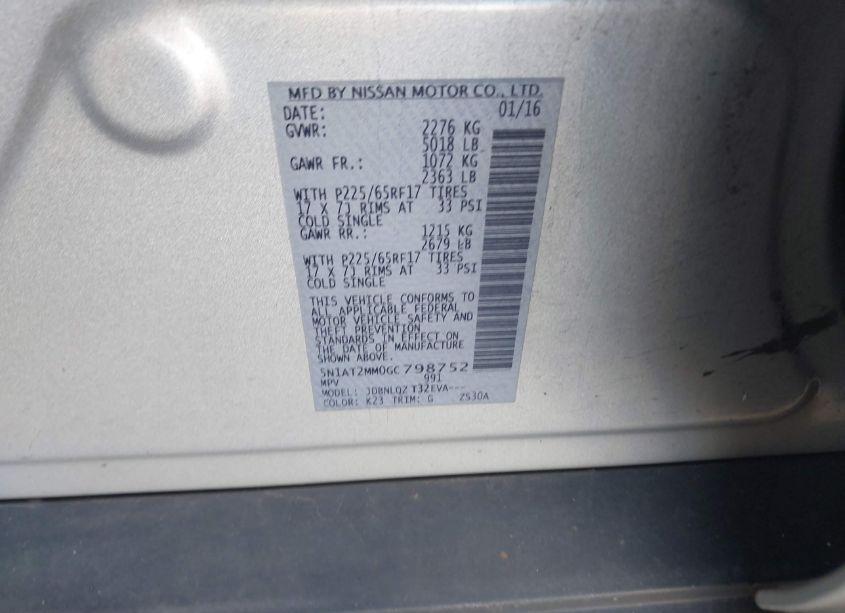 MFD BY NISSAN MOTOR CO., LTD.
DATE: 01/16
GVWR: 2276 KG
5018 LB
GAWR FR.: 1072 KG
2363 LB
WITH P225/65RF17 TIRES
17 X 7J RIMS AT 33 PSI
COLD SINGLE
GAWR RR.: 1215 KG
2679 LB
WITH P225/65RF17 TIRES
17 X 7J RIMS AT 33 PSI
COLD SINGLE
THIS VEHICLE CONFORMS TO
ALL APPLICABLE FEDERAL
MOTOR VEHICLE SAFETY AND
THEFT PREVENTION
STANDARDS IN EFFECT ON
THE DATE OF MANUFACTURE
SHOWN ABOVE.
5N1AT2MM0GC798752
MPV 991
MODEL: JDBNLQZ T32EVA---
COLOR: K23 TRIM: G ZS30A